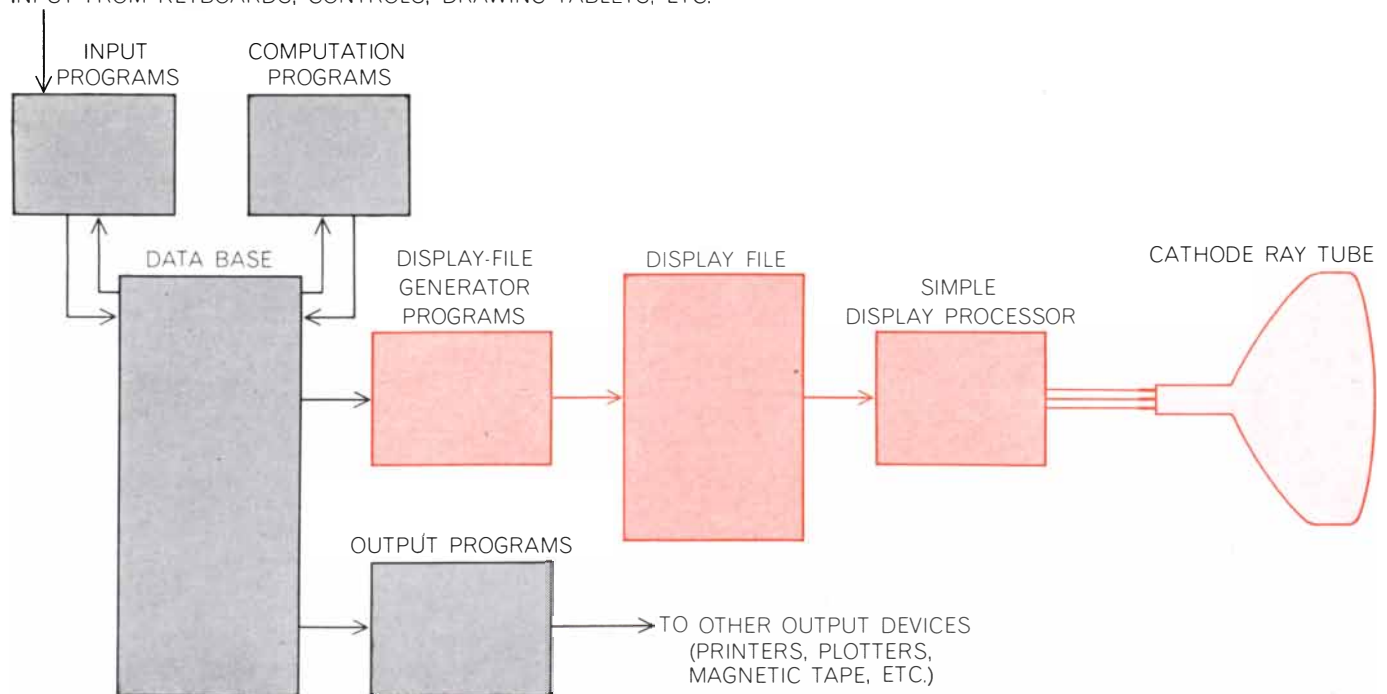 INPUT FROM KEYBOARDS, CONTROLS, DRAWING TABLETS, ETC.
INPUT
PROGRAMS
COMPUTATION
PROGRAMS
DATA BASE
DISPLAY-FILE
GENERATOR
PROGRAMS
DISPLAY FILE
SIMPLE
DISPLAY PROCESSOR
CATHODE RAY TUBE
OUTPUT PROGRAMS
TO OTHER OUTPUT DEVICES
(PRINTERS, PLOTTERS,
MAGNETIC TAPE, ETC.)